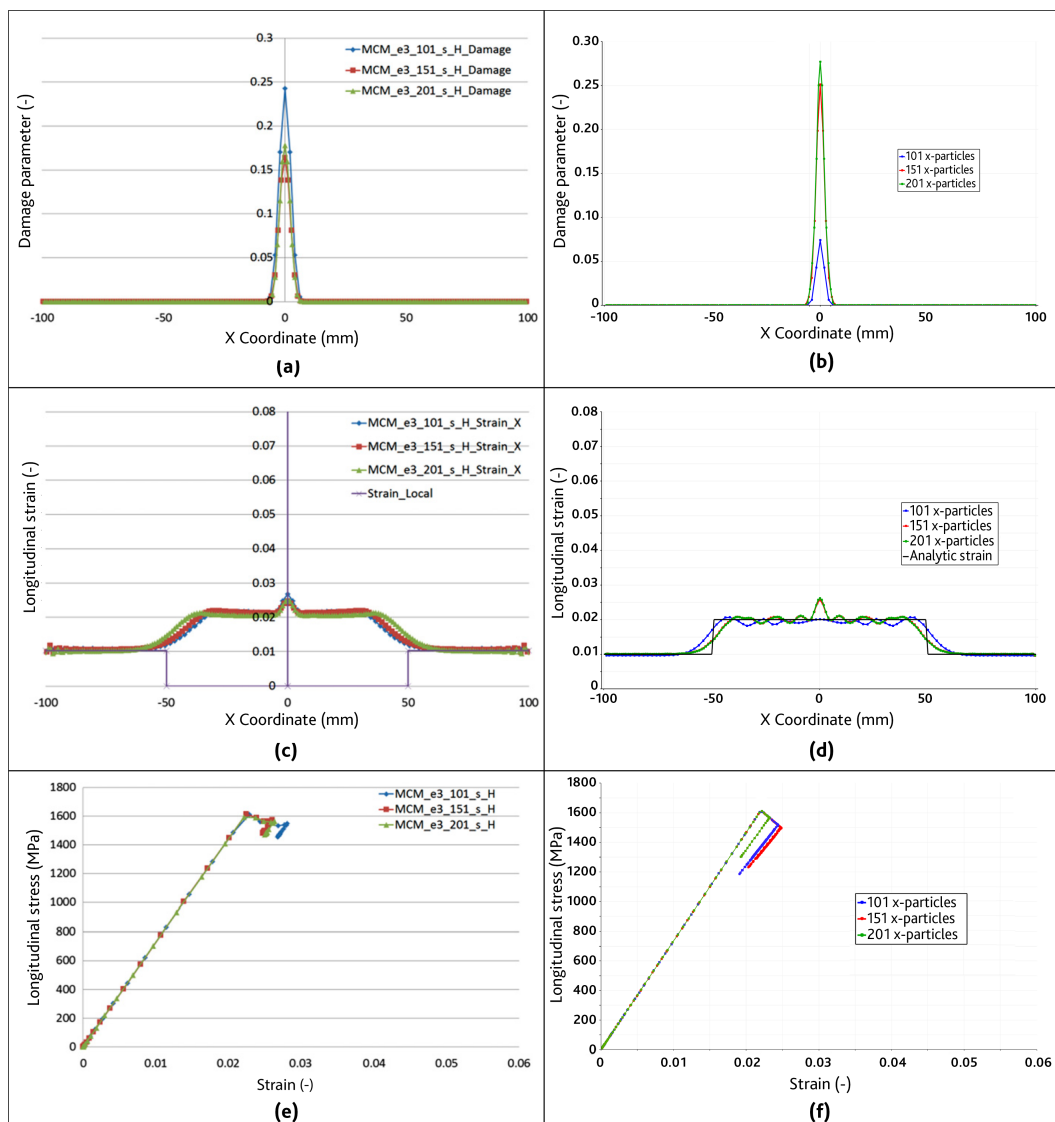 0.3
0.25
0.2
0.15
0.1
0.05
0
-100
-50
0
50
100
Damage parameter (-)
X Coordinate (mm)
MCM_e3_101_s_H_Damage
MCM_e3_151_s_H_Damage
MCM_e3_201_s_H_Damage
(a)
0.30
0.25
0.20
0.15
0.10
0.05
0
-100
-50
0
50
100
Damage parameter (-)
X Coordinate (mm)
101 x-particles
151 x-particles
201 x-particles
(b)
0.08
0.07
0.06
0.05
0.04
0.03
0.02
0.01
0
-100
-50
0
50
100
Longitudinal strain (-)
X Coordinate (mm)
MCM_e3_101_s_H_Strain_X
MCM_e3_151_s_H_Strain_X
MCM_e3_201_s_H_Strain_X
Strain_Local
(c)
0.08
0.07
0.06
0.05
0.04
0.03
0.02
0.01
0
-100
-50
0
50
100
Longitudinal strain (-)
X Coordinate (mm)
101 x-particles
151 x-particles
201 x-particles
Analytic strain
(d)
1800
1600
1400
1200
1000
800
600
400
200
0
0
0.01
0.02
0.03
0.04
0.05
0.06
Longitudinal stress (MPa)
Strain (-)
MCM_e3_101_s_H
MCM_e3_151_s_H
MCM_e3_201_s_H
(e)
1800
1600
1400
1200
1000
800
600
400
200
0
0
0.01
0.02
0.03
0.04
0.05
0.06
Longitudinal stress (MPa)
Strain (-)
101 x-particles
151 x-particles
201 x-particles
(f)